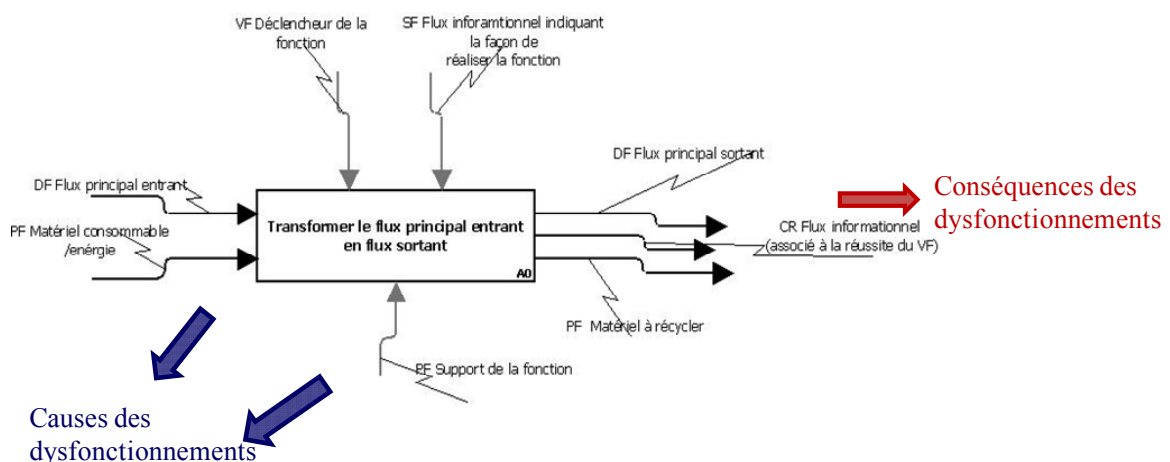 VF Déclencheur de la
fonction
SF Flux inforamtionnel indiquant
la façon de
réaliser la fonction
DF Flux principal entrant
PF Matériel consommable
/énergie
Transformer le flux principal entrant
en flux sortant
A0
DF Flux principal sortant
CR Flux informationnel
(associé à la réussite du VF)
PF Matériel à récycler
PF Support de la fonction
Conséquences des
dysfonctionnements
Causes des
dysfonctionnements